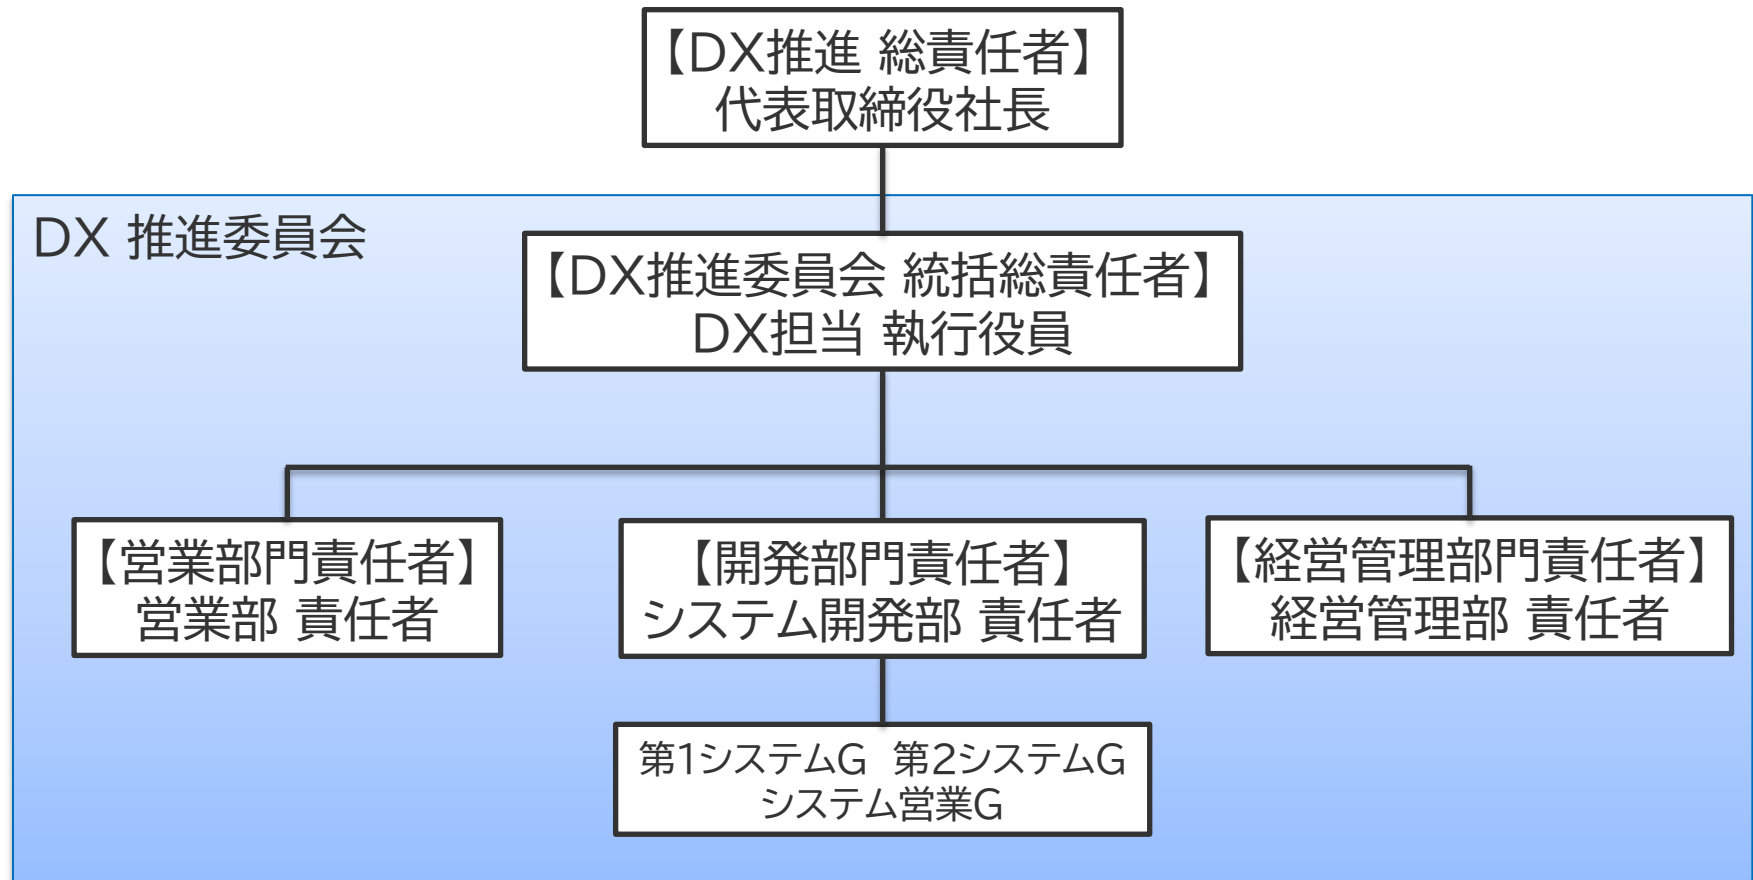 【DX推進 総責任者】
代表取締役社長
DX 推進委員会
【DX推進委員会 統括総責任者】
DX担当 執行役員
【営業部門責任者】
営業部 責任者
【開発部門責任者】
システム開発部 責任者
【経営管理部門責任者】
経営管理部 責任者
第1システムG 第2システムG
システム営業G